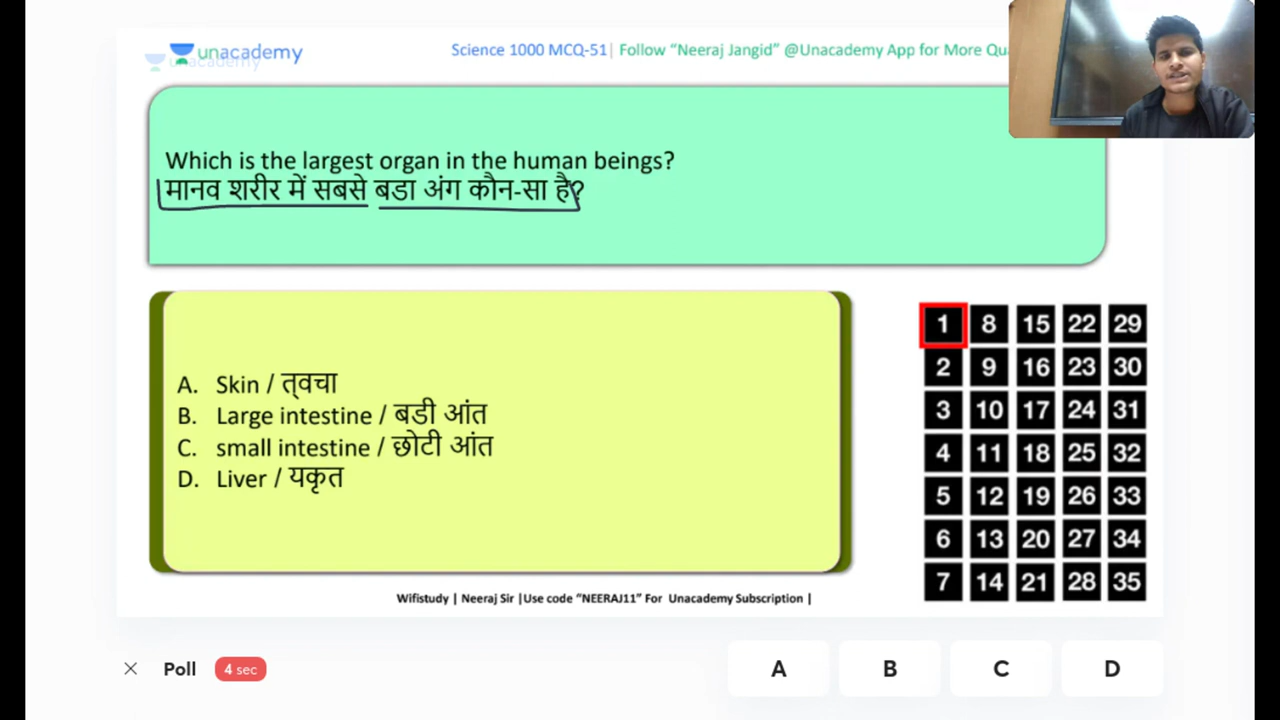 unacademy
unacademy
Science 1000 MCQ-51| Follow “Neeraj Jangid” @Unacademy App for More
Which is the largest organ in the human beings?
मानव शरीर में सबसे बडा अंग कौन-सा है?
A. Skin / त्वचा
B. Large intestine / बडी आंत
C. small intestine / छोटी आंत
D. Liver / यकृत
1 8 15 22 29
2 9 16 23 30
3 10 17 24 31
4 11 18 25 32
5 12 19 26 33
6 13 20 27 34
7 14 21 28 35
Wifistudy | Neeraj Sir |Use code “NEERAJ11” For Unacademy Subscription |
Poll 4 sec A B C D